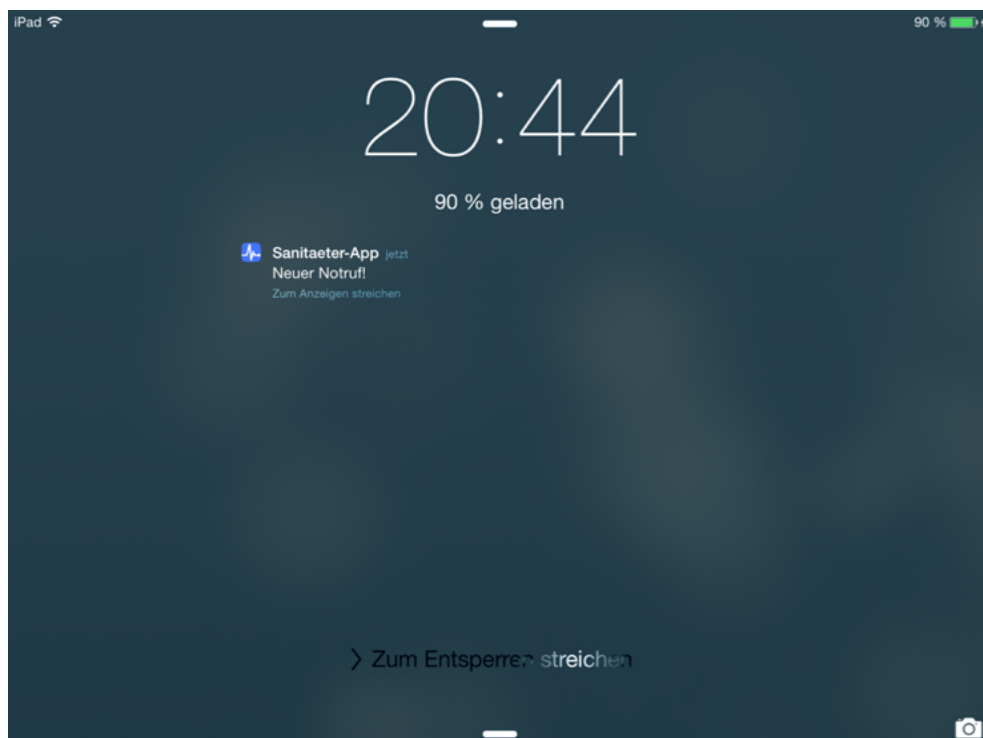 iPad 90 %
20:44
90 % geladen
Sanitaeter-App jetzt
Neuer Notruf!
Zum Anzeigen streichen
Zum Entsperren streichen